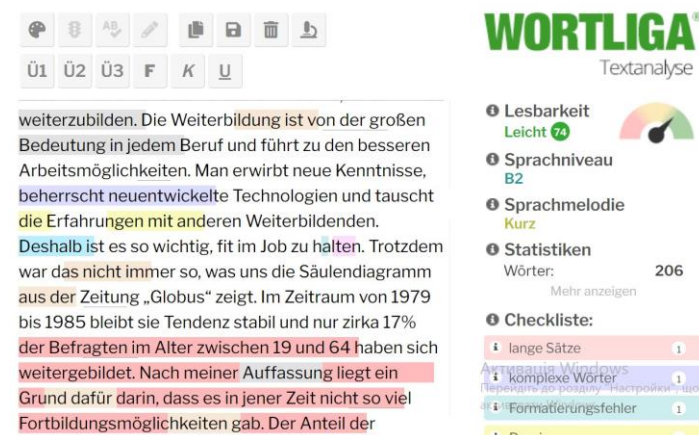 Ü1 Ü2 Ü3 F K U
weiterzubilden. Die Weiterbildung ist von der großen
Bedeutung in jedem Beruf und führt zu den besseren
Arbeitsmöglichkeiten. Man erwirbt neue Kenntnisse,
beherrscht neuentwickelte Technologien und tauscht
die Erfahrungen mit anderen Weiterbildenden.
Deshalb ist es so wichtig, fit im Job zu halten. Trotzdem
war das nicht immer so, was uns die Säulendiagramm
aus der Zeitung „Globus“ zeigt. Im Zeitraum von 1979
bis 1985 bleibt sie Tendenz stabil und nur zirka 17%
der Befragten im Alter zwischen 19 und 64 haben sich
weitergebildet. Nach meiner Auffassung liegt ein
Grund dafür darin, dass es in jener Zeit nicht so viel
Fortbildungsmöglichkeiten gab. Der Anteil der
WORTLIGA
Textanalyse
Lesbarkeit
Leicht 74
Sprachniveau
B2
Sprachmelodie
Kurz
Statistiken
Wörter: 206
Mehr anzeigen
Checkliste:
lange Sätze 1
Активація Windows
komplexe Wörter 1
Перейдіть до розділу "Настройки", що
Formatierungsfehler 1